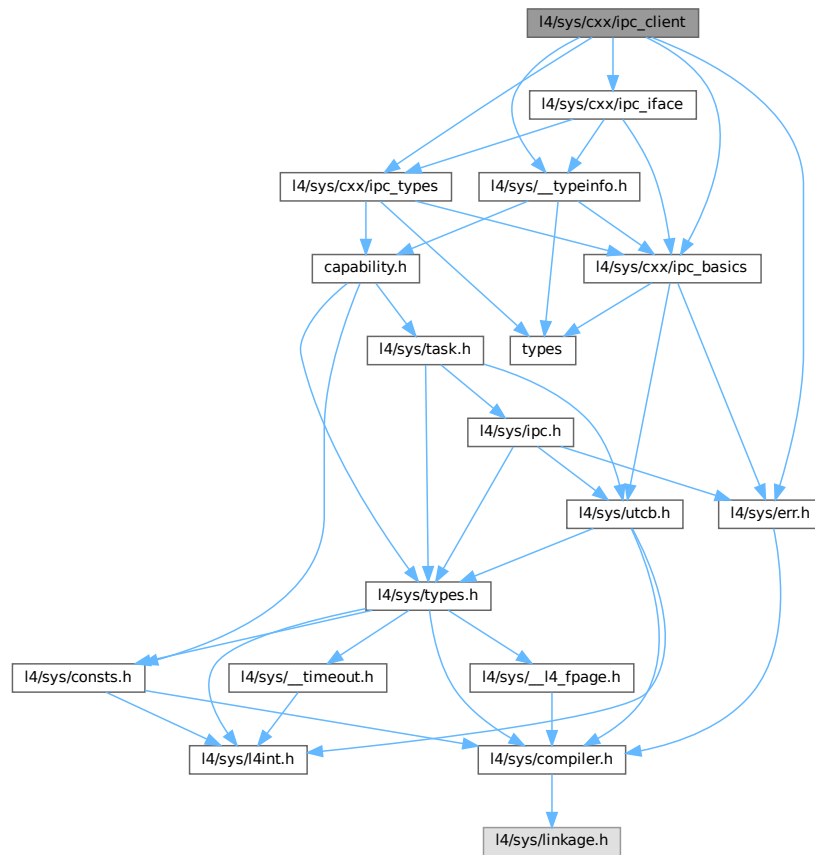 l4/sys/cxx/ipc_client
l4/sys/cxx/ipc_iface
l4/sys/cxx/ipc_types
l4/sys/__typeinfo.h
capability.h
l4/sys/cxx/ipc_basics
l4/sys/task.h
types
l4/sys/ipc.h
l4/sys/utcb.h
l4/sys/err.h
l4/sys/types.h
l4/sys/consts.h
l4/sys/__timeout.h
l4/sys/__l4_fpage.h
l4/sys/l4int.h
l4/sys/compiler.h
l4/sys/linkage.h